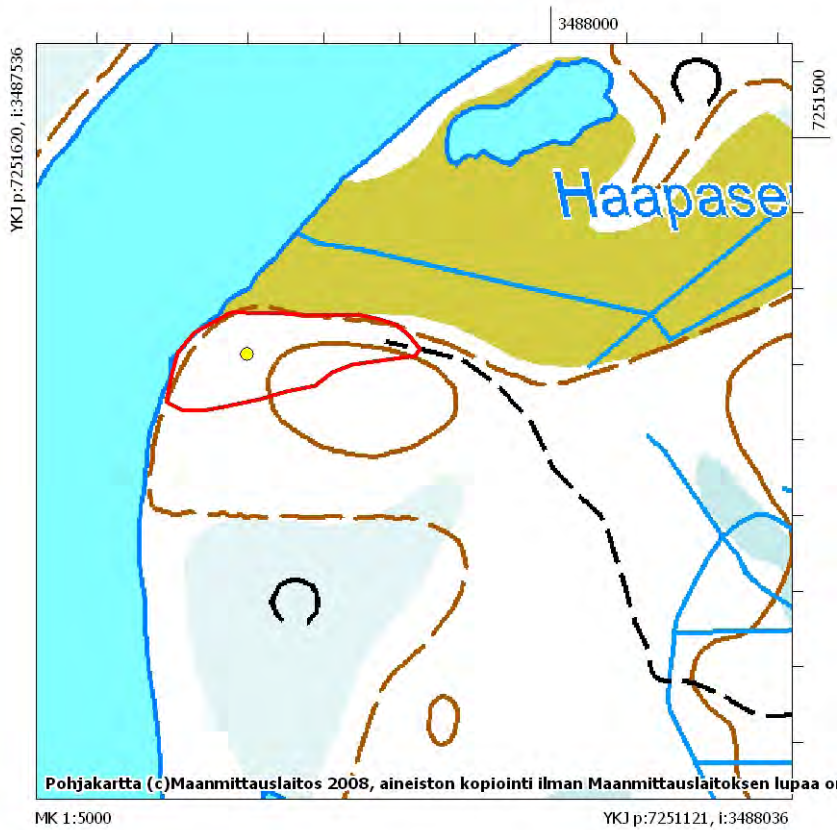 3488000
YKJ p:7251620, i:3487536
7251500
Haapase
Pohjakartta (c)Maanmittauslaitos 2008, aineiston kopiointi ilman Maanmittauslaitoksen lupaa
MK 1:5000
YKJ p:7251121, i:3488036